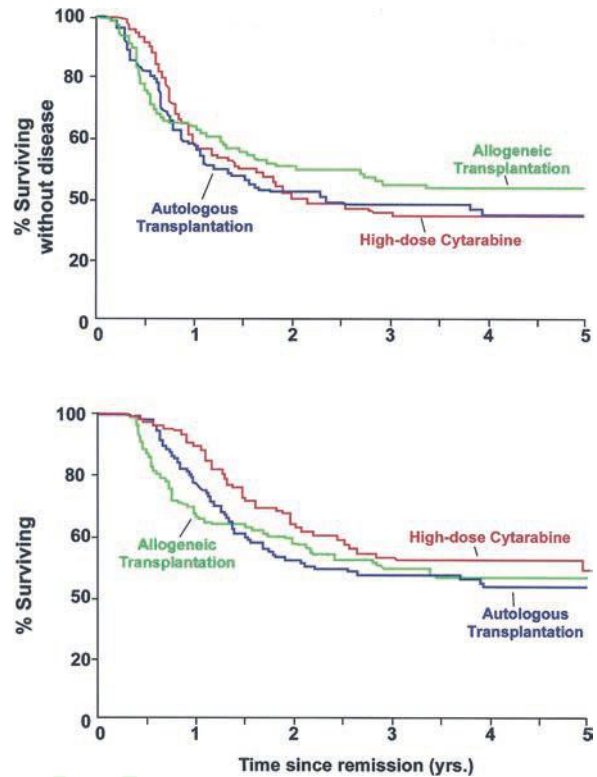 100
80
60
50
20
0
% Surviving
without disease
Allogeneic
Transplantation
Autologous
Transplantation
High-dose Cytarabine
0 1 2 3 4 5
100
80
60
50
20
0
% Surviving
High-dose Cytarabine
Allogeneic
Transplantation
Autologous
Transplantation
0 1 2 3 4 5
Time since remission (yrs.)